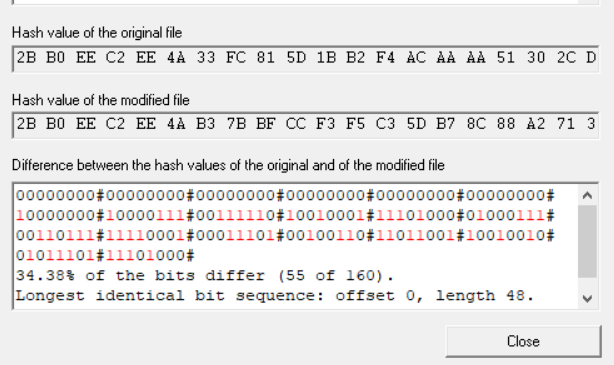 Hash value of the original file
2B B0 EE C2 EE 4A 33 FC 81 5D 1B B2 F4 AC AA AA 51 30 2C D
Hash value of the modified file
2B B0 EE C2 EE 4A B3 7B BF CC F3 F5 C3 5D B7 8C 88 A2 71 3
Difference between the hash values of the original and of the modified file
00000000#00000000#00000000#00000000#00000000#00000000#
10000000#10000111#00111110#10010001#11101000#01000111#
00110111#11110001#00011101#00100110#11011001#10010010#
01011101#11101000#
34.38% of the bits differ (55 of 160).
Longest identical bit sequence: offset 0, length 48.
Close